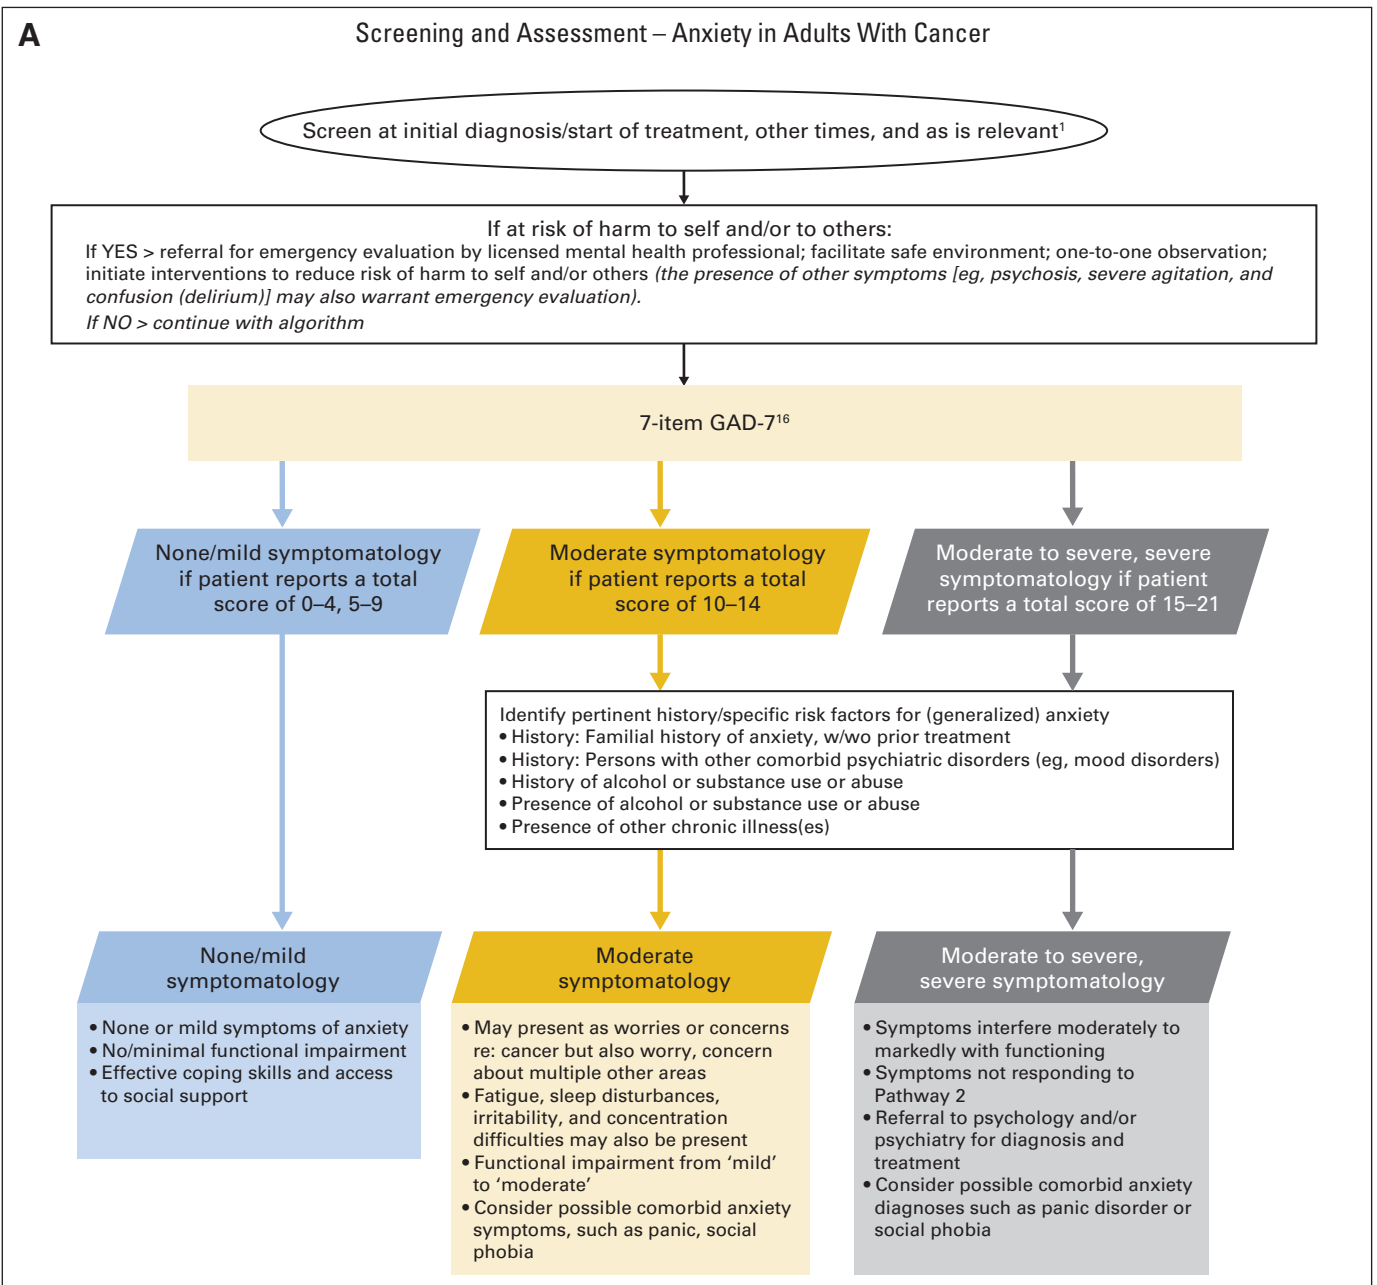 A
Screening and Assessment – Anxiety in Adults With Cancer
Screen at initial diagnosis/start of treatment, other times, and as is relevant¹
If at risk of harm to self and/or to others:
If YES > referral for emergency evaluation by licensed mental health professional; facilitate safe environment; one-to-one observation;
initiate interventions to reduce risk of harm to self and/or others (the presence of other symptoms [eg, psychosis, severe agitation, and
confusion (delirium)] may also warrant emergency evaluation).
If NO > continue with algorithm
7-item GAD-7¹⁶
None/mild symptomatology
if patient reports a total
score of 0–4, 5–9
Moderate symptomatology
if patient reports a total
score of 10–14
Moderate to severe, severe
symptomatology if patient
reports a total score of 15–21
Identify pertinent history/specific risk factors for (generalized) anxiety
• History: Familial history of anxiety, w/wo prior treatment
• History: Persons with other comorbid psychiatric disorders (eg, mood disorders)
• History of alcohol or substance use or abuse
• Presence of alcohol or substance use or abuse
• Presence of other chronic illness(es)
None/mild
symptomatology
• None or mild symptoms of anxiety
• No/minimal functional impairment
• Effective coping skills and access
to social support
Moderate
symptomatology
• May present as worries or concerns
re: cancer but also worry, concern
about multiple other areas
• Fatigue, sleep disturbances,
irritability, and concentration
difficulties may also be present
• Functional impairment from ‘mild’
to ‘moderate’
• Consider possible comorbid anxiety
symptoms, such as panic, social
phobia
Moderate to severe,
severe symptomatology
• Symptoms interfere moderately to
markedly with functioning
• Symptoms not responding to
Pathway 2
• Referral to psychology and/or
psychiatry for diagnosis and
treatment
• Consider possible comorbid anxiety
diagnoses such as panic disorder or
social phobia